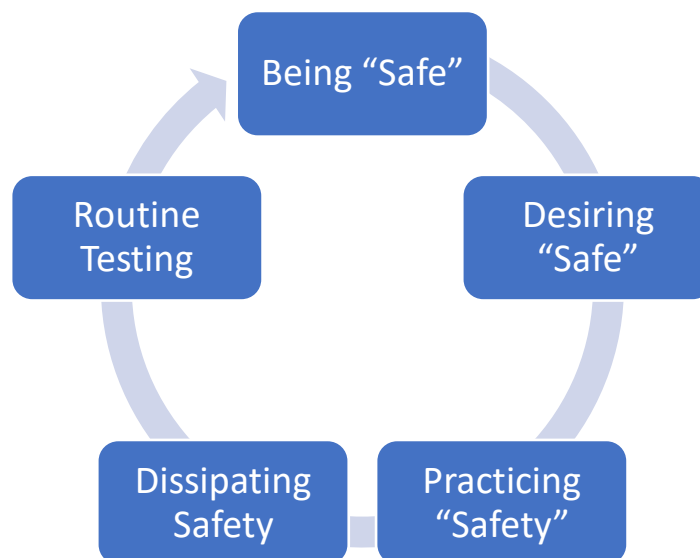 Being “Safe”
Desiring
“Safe”
Practicing
“Safety”
Dissipating
Safety
Routine
Testing